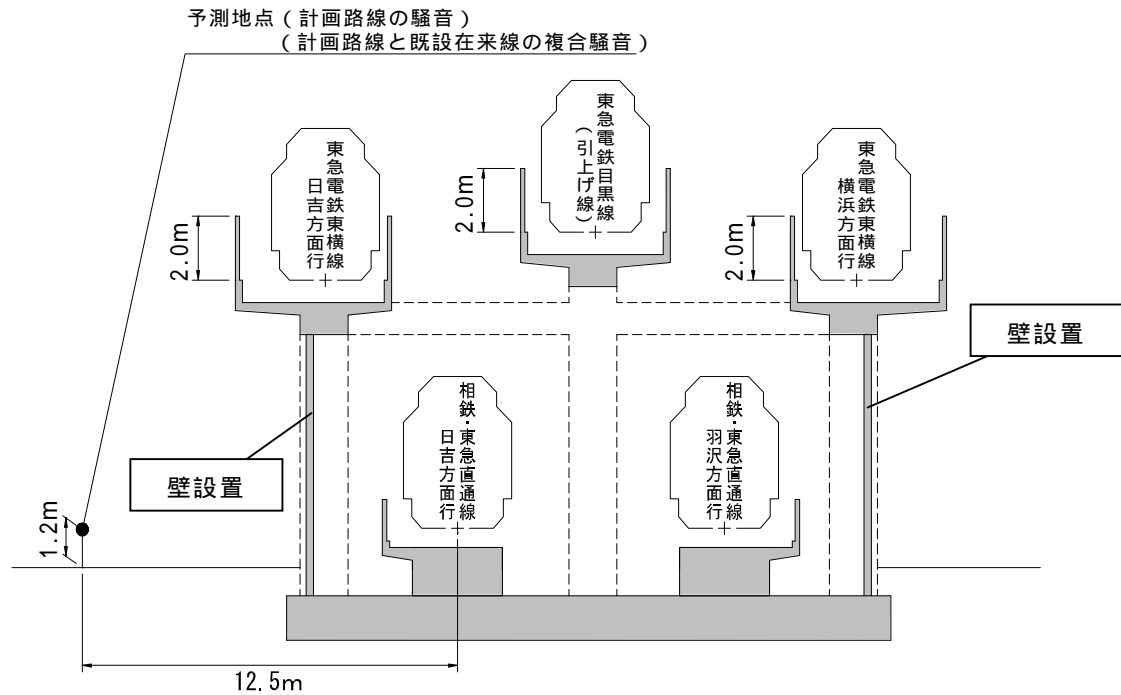 予測地点（計画路線の騒音）
（計画路線と既設在来線の複合騒音）
東急電鉄東横線
日吉方面行
東急電鉄目黒線
（引上げ線）
東急電鉄東横線
横浜方面行
2.0m
2.0m
2.0m
壁設置
相鉄・東急直通線
日吉方面行
相鉄・東急直通線
羽沢方面行
壁設置
1.2m
12.5m